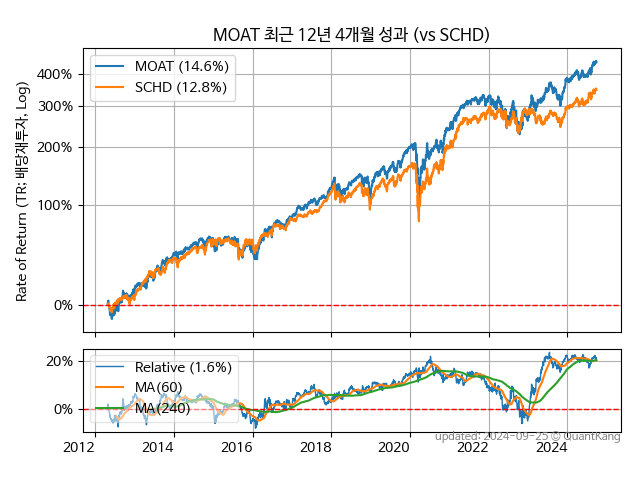 MOAT 최근 12년 4개월 성과 (vs SCHD)
Rate of Return (TR; 배당재투자, Log)
400%
300%
200%
100%
0%
MOAT (14.6%)
SCHD (12.8%)
20%
0%
Relative (1.6%)
MA(60)
MA(240)
2012 2014 2016 2018 2020 2022 2024
updated: 2024-09-25 © QuantKang